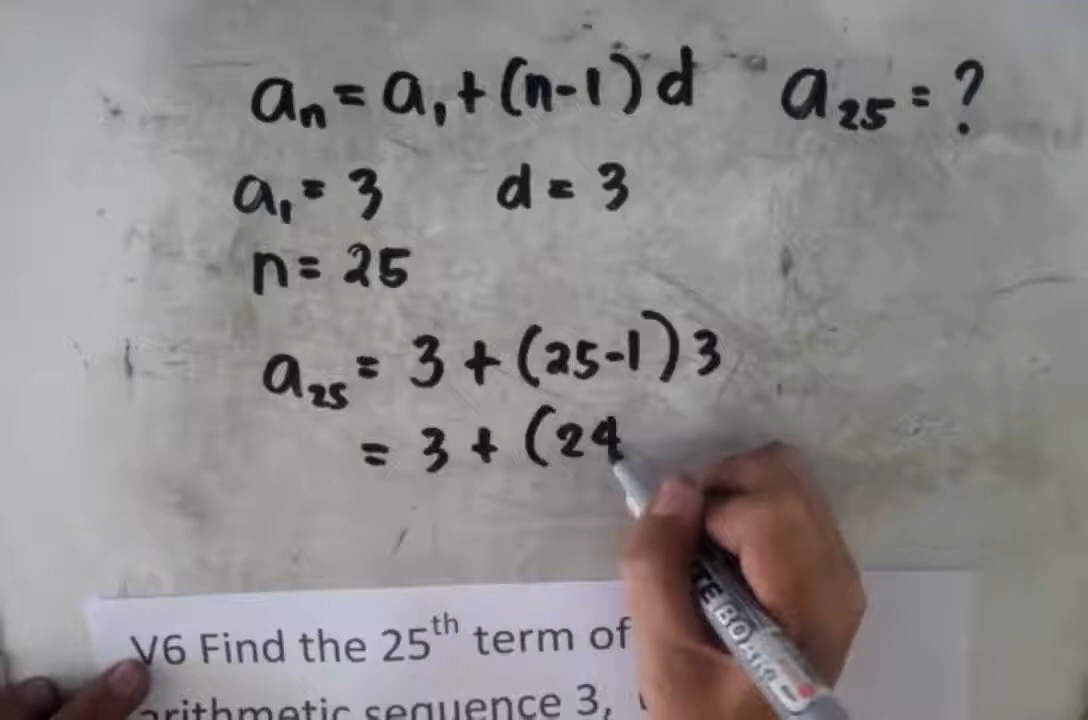 aₙ = a₁ + (n-1) d a₂₅ = ?
a₁ = 3 d = 3
n = 25
a₂₅ = 3 + (25-1) 3
= 3 + (24
V6 Find the 25ᵗʰ term of
arithmetic sequence 3,